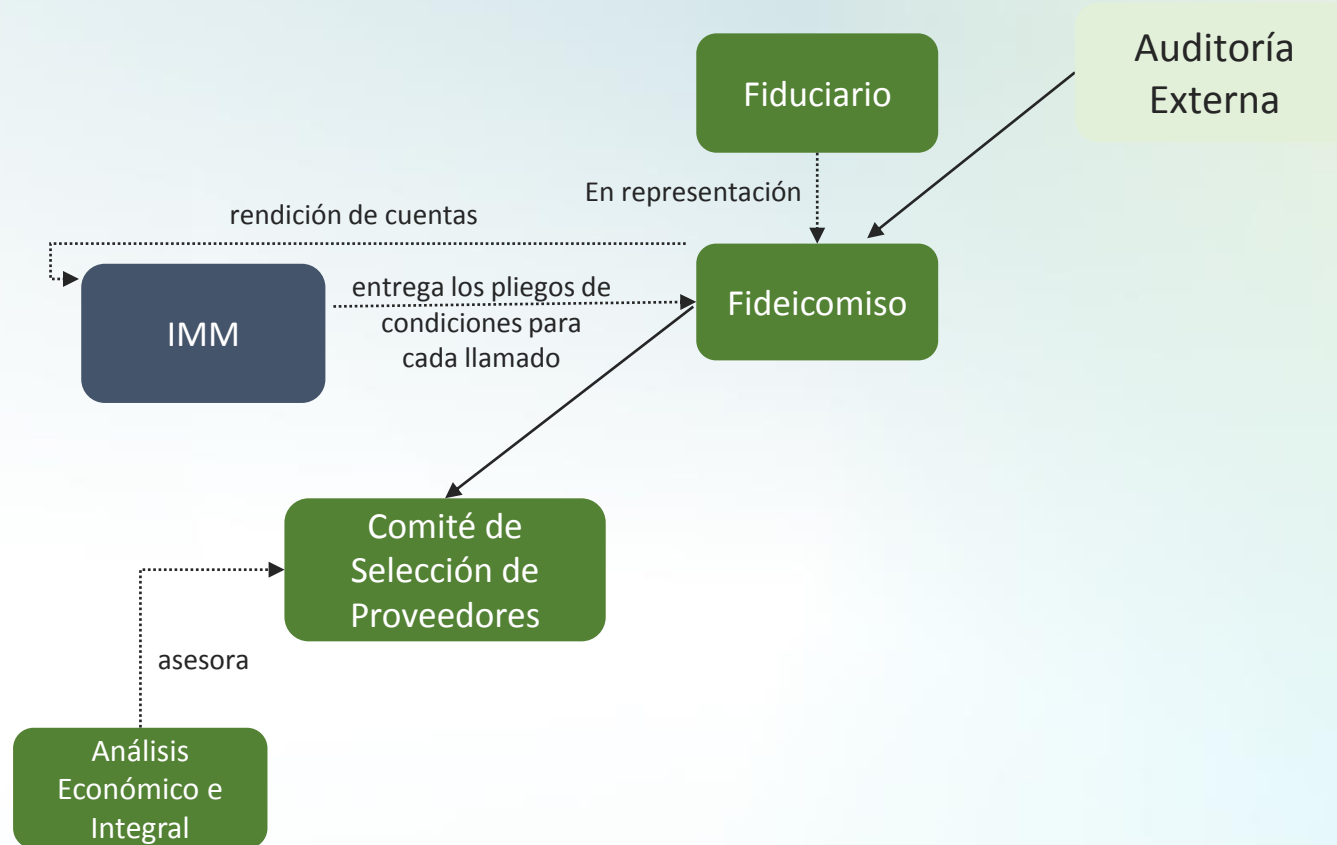 Auditoría
Externa
Fiduciario
En representación
rendición de cuentas
IMM
entrega los pliegos de
condiciones para
cada llamado
Fideicomiso
Comité de
Selección de
Proveedores
asesora
Análisis
Económico e
Integral